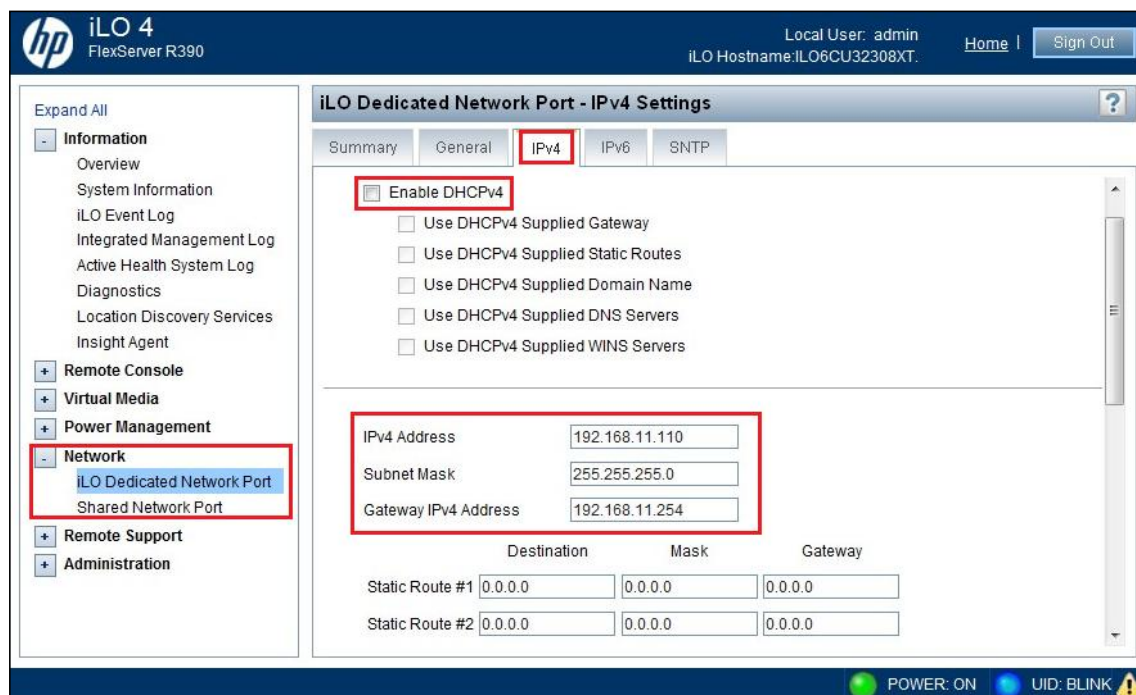 hp
iLO 4
FlexServer R390
Local User: admin
iLO Hostname:ILO6CU32308XT.
Home |
Sign Out
Expand All
- Information
Overview
System Information
iLO Event Log
Integrated Management Log
Active Health System Log
Diagnostics
Location Discovery Services
Insight Agent
+ Remote Console
+ Virtual Media
+ Power Management
- Network
iLO Dedicated Network Port
Shared Network Port
+ Remote Support
+ Administration
iLO Dedicated Network Port - IPv4 Settings
?
Summary General IPv4 IPv6 SNTP
Enable DHCPv4
Use DHCPv4 Supplied Gateway
Use DHCPv4 Supplied Static Routes
Use DHCPv4 Supplied Domain Name
Use DHCPv4 Supplied DNS Servers
Use DHCPv4 Supplied WINS Servers
IPv4 Address 192.168.11.110
Subnet Mask 255.255.255.0
Gateway IPv4 Address 192.168.11.254
Destination Mask Gateway
Static Route #1 0.0.0.0 0.0.0.0 0.0.0.0
Static Route #2 0.0.0.0 0.0.0.0 0.0.0.0
POWER: ON UID: BLINK